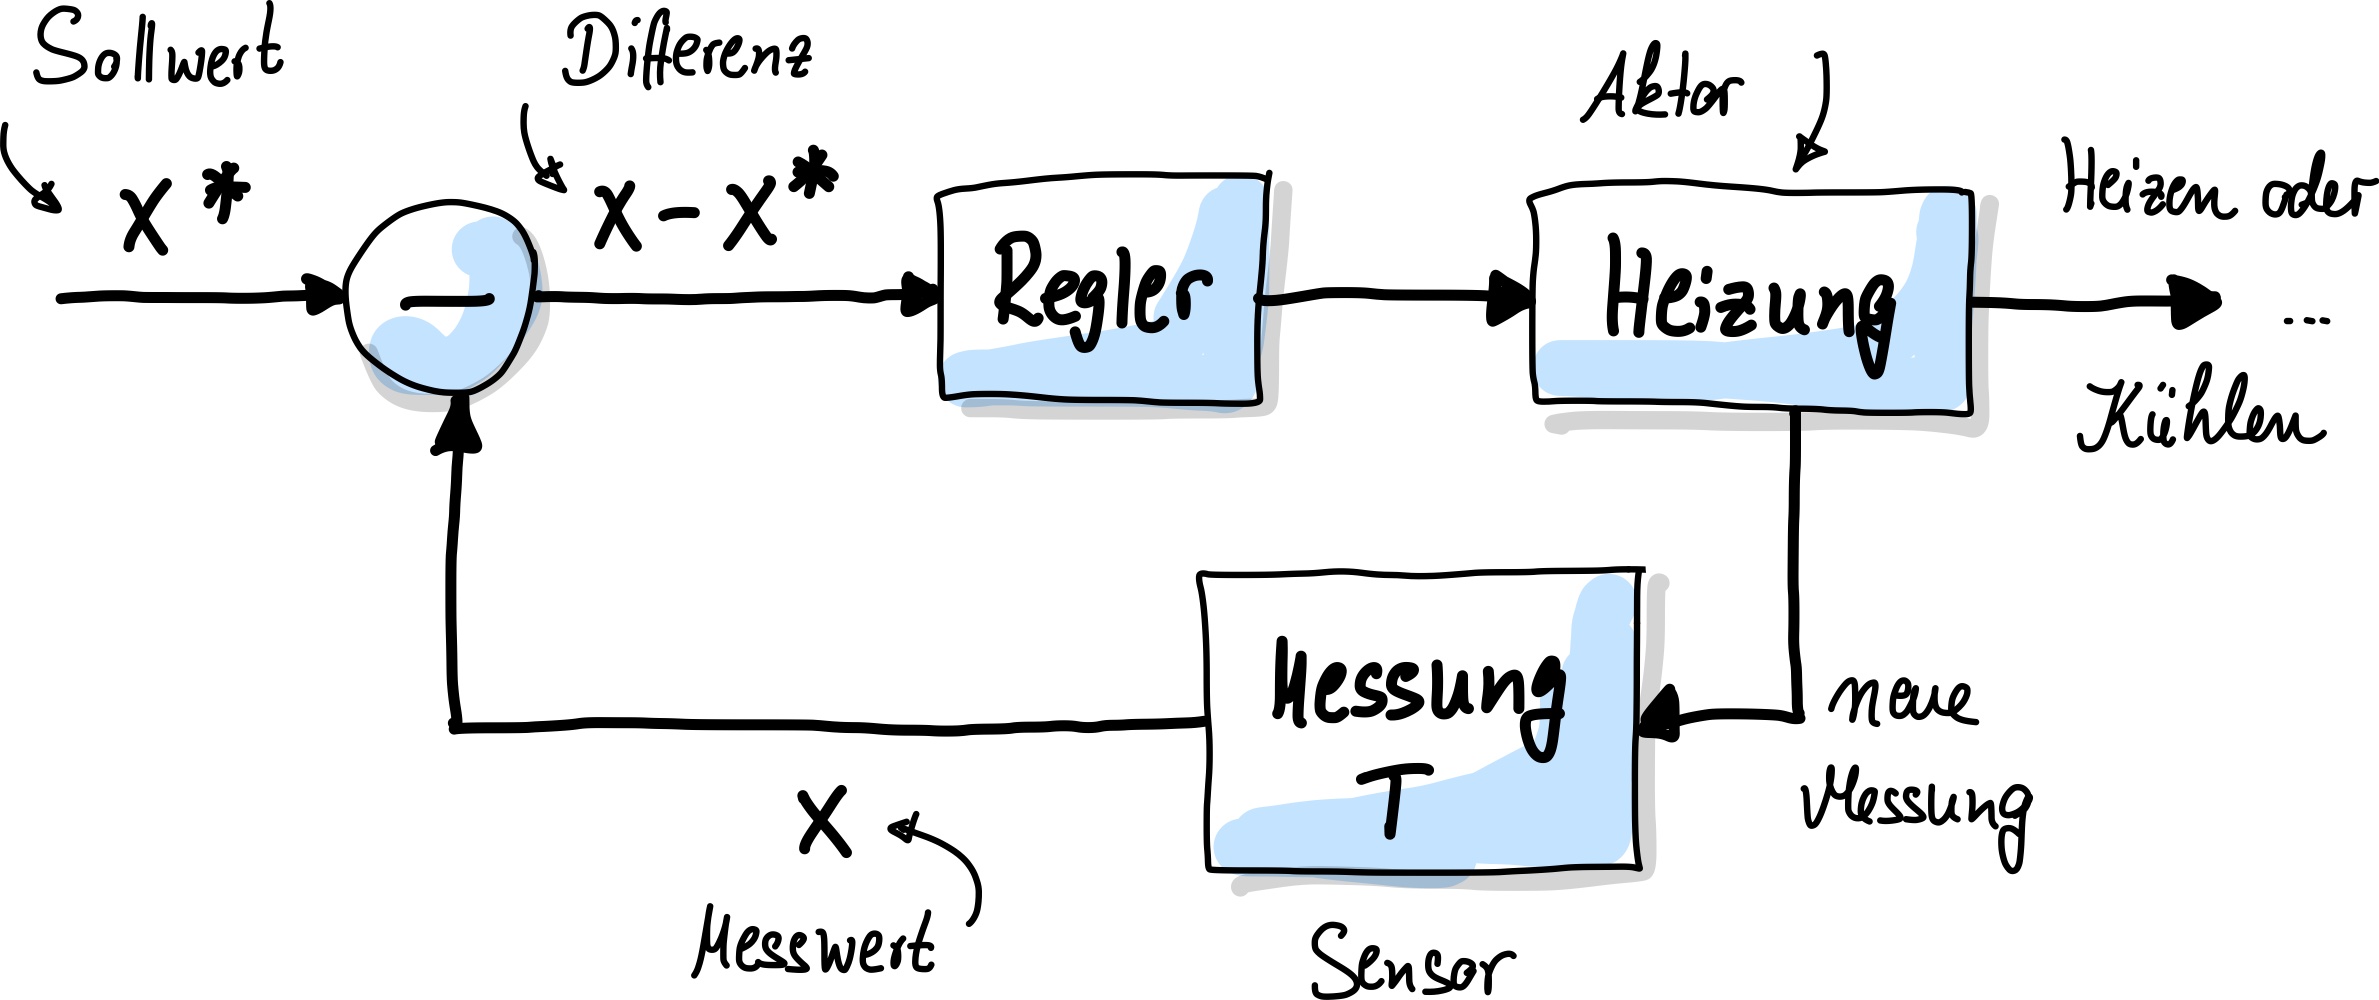 Sollwert
Differenz
Aktor
X*
X - X*
Heizen oder
...
Kühlen
–
Regler
Heizung
Messung
T
neue
Messung
X
Messwert
Sensor